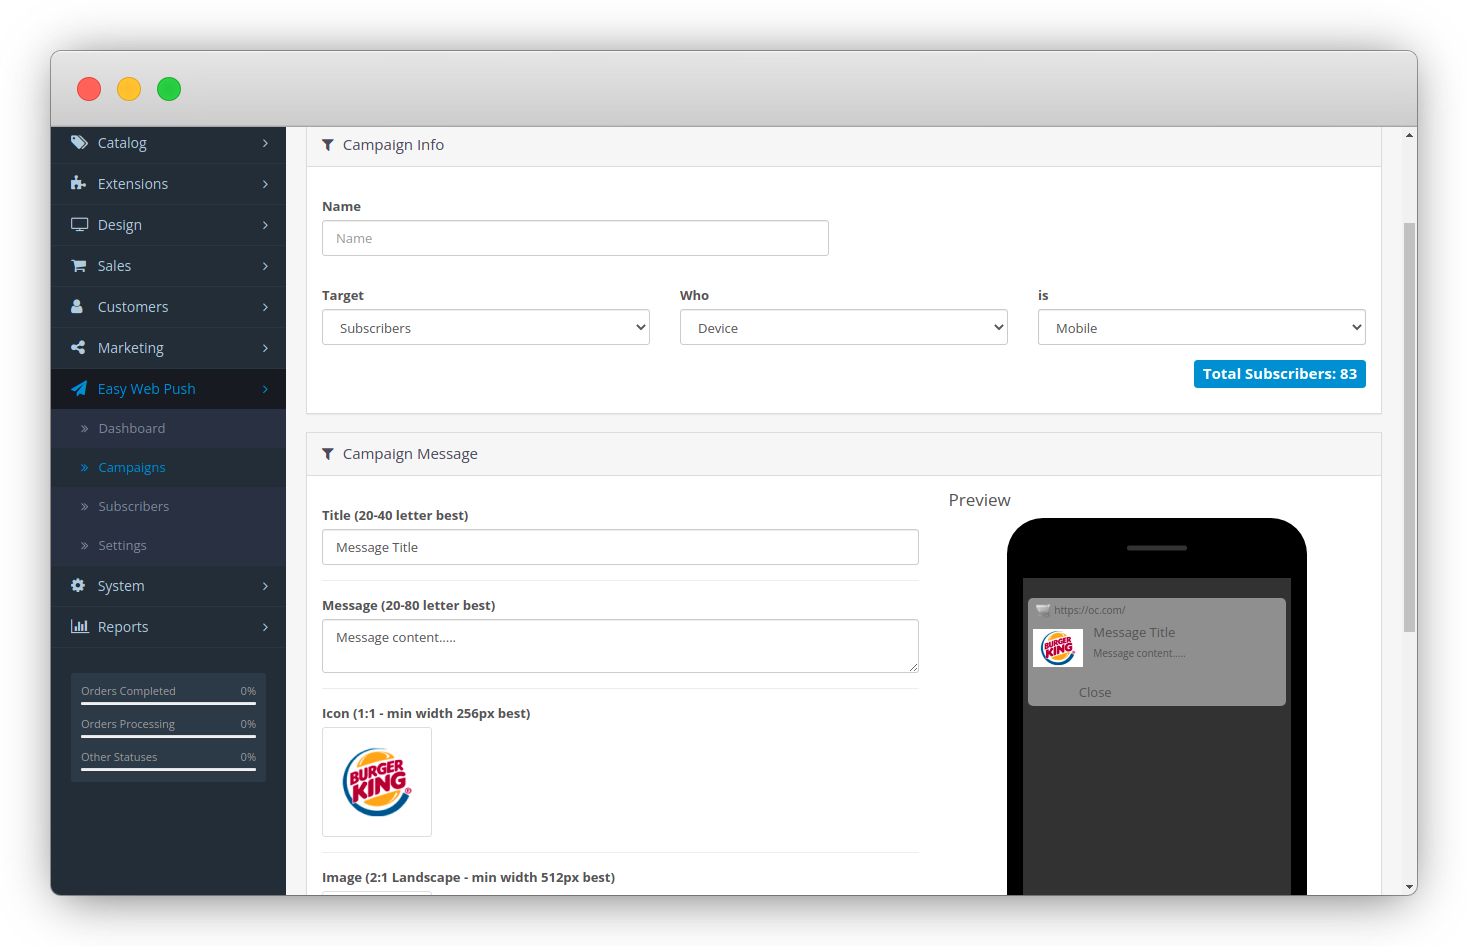 Catalog
Extensions
Design
Sales
Customers
Marketing
Easy Web Push
Dashboard
Campaigns
Subscribers
Settings
System
Reports
Orders Completed 0%
Orders Processing 0%
Other Statuses 0%
Campaign Info
Name
Name
Target Who is
Subscribers Device Mobile
Total Subscribers: 83
Campaign Message
Title (20-40 letter best)
Message Title
Message (20-80 letter best)
Message content.....
Icon (1:1 - min width 256px best)
BURGER
KING®
Image (2:1 Landscape - min width 512px best)
Preview
https://oc.com/
BURGER
KING
Message Title
Message content.....
Close